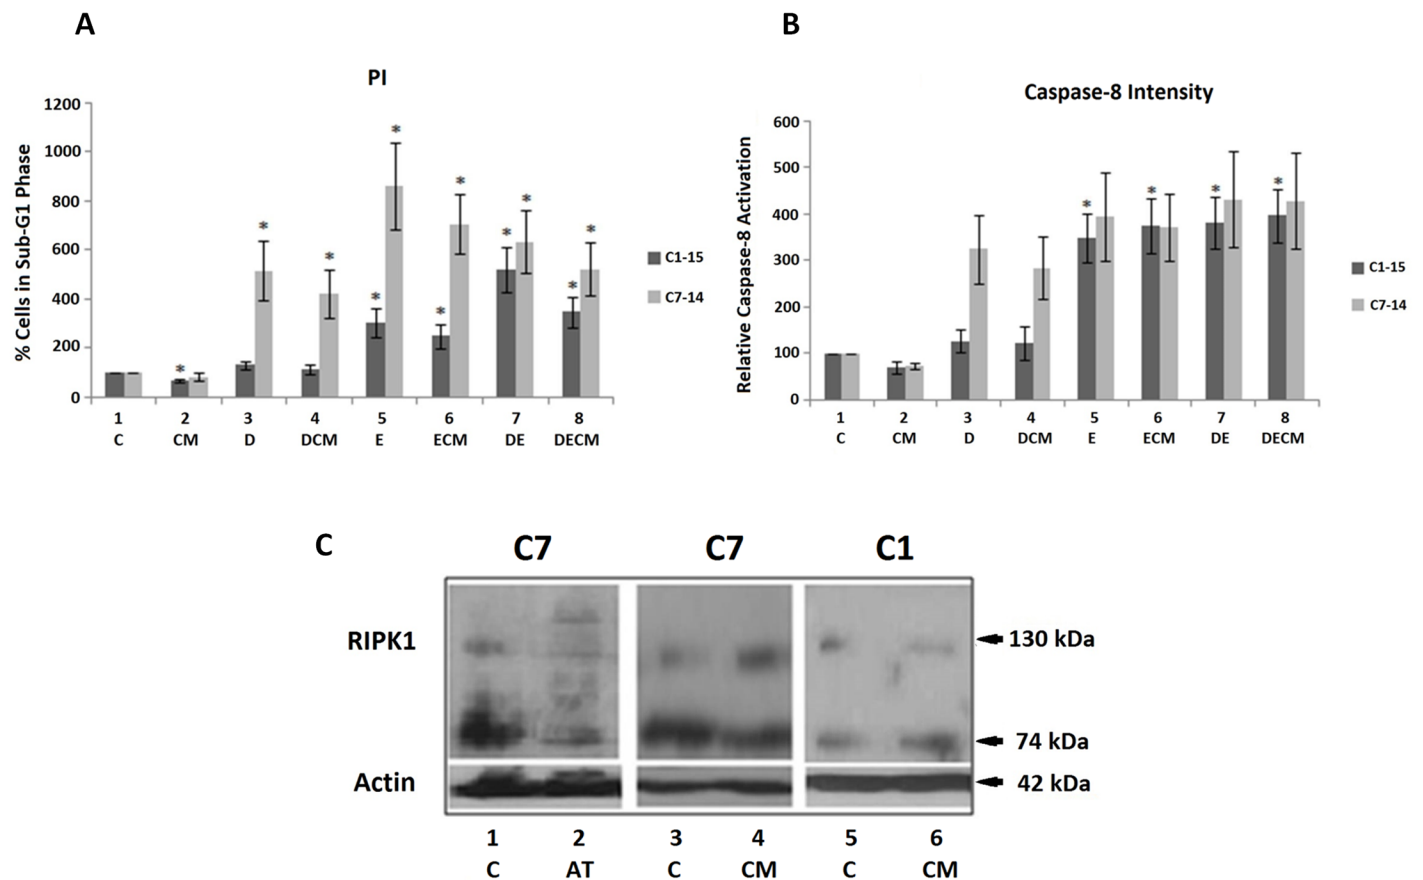 A
PI
% Cells in Sub-G1 Phase
1200
1000
800
600
400
200
0
* * * * * * * * * * *
1 2 3 4 5 6 7 8
C CM D DCM E ECM DE DECM
C1-15
C7-14
B
Caspase-8 Intensity
Relative Caspase-8 Activation
600
500
400
300
200
100
0
* * * *
1 2 3 4 5 6 7 8
C CM D DCM E ECM DE DECM
C1-15
C7-14
C
C7 C7 C1
RIPK1
130 kDa
74 kDa
Actin
42 kDa
1 2 3 4 5 6
C AT C CM C CM